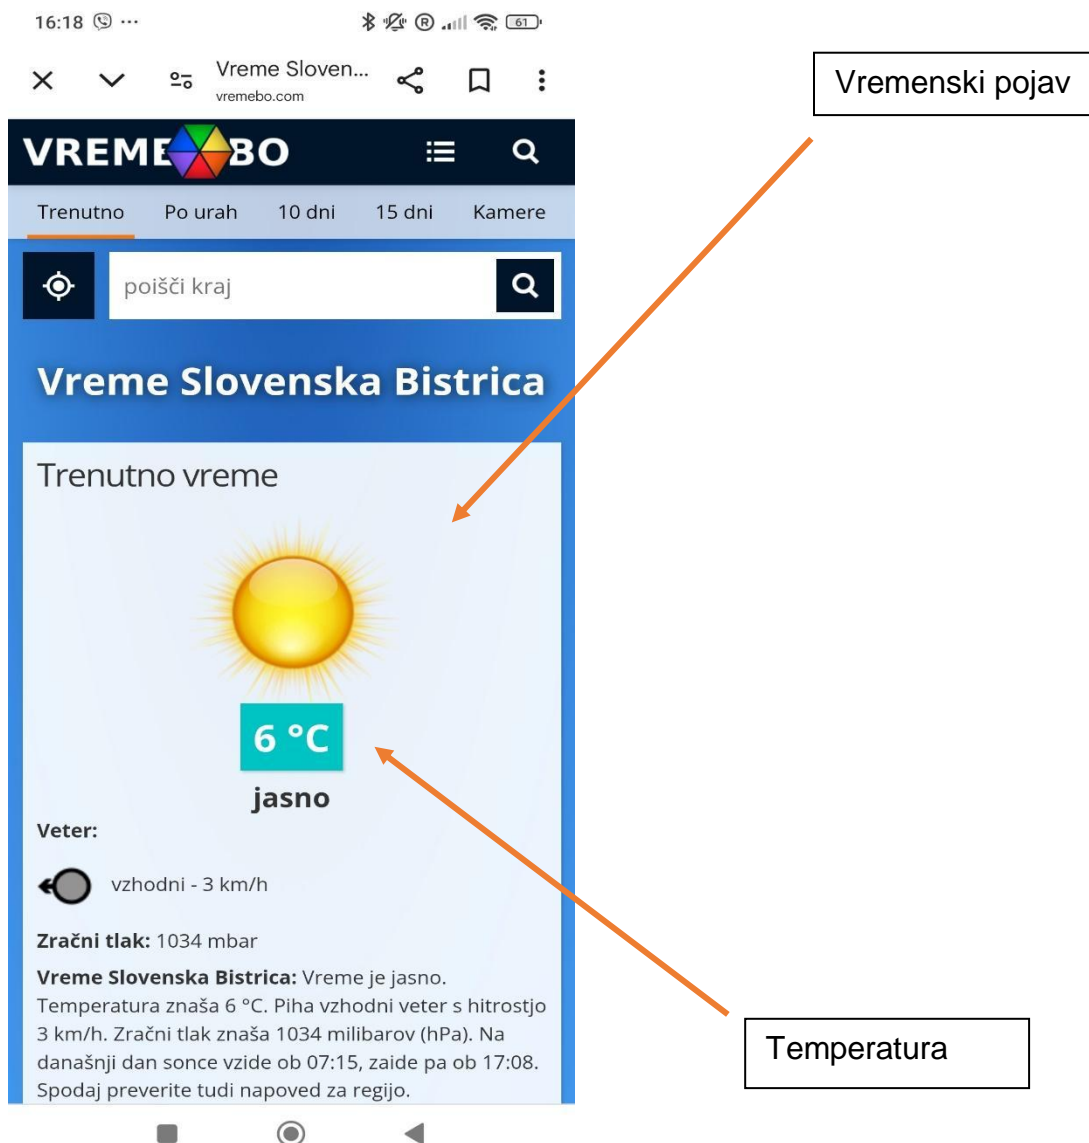 16:18
61
Vreme Sloven...
vremebo.com
Vremenski pojav
VREME BO
Trenutno Po urah 10 dni 15 dni Kamere
poišči kraj
Vreme Slovenska Bistrica
Trenutno vreme
6 °C
jasno
Veter:
vzhodni - 3 km/h
Zračni tlak: 1034 mbar
Vreme Slovenska Bistrica: Vreme je jasno.
Temperatura znaša 6 °C. Piha vzhodni veter s hitrostjo
3 km/h. Zračni tlak znaša 1034 milibarov (hPa). Na
današnji dan sonce vzide ob 07:15, zaide pa ob 17:08.
Spodaj preverite tudi napoved za regijo.
Temperatura